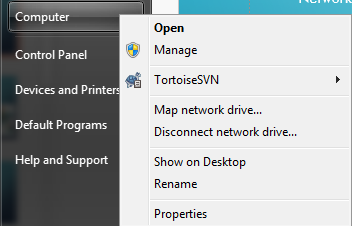 Network
Computer
Control Panel
Devices and Printers
Default Programs
Help and Support
Open
Manage
TortoiseSVN
Map network drive...
Disconnect network drive...
Show on Desktop
Rename
Properties